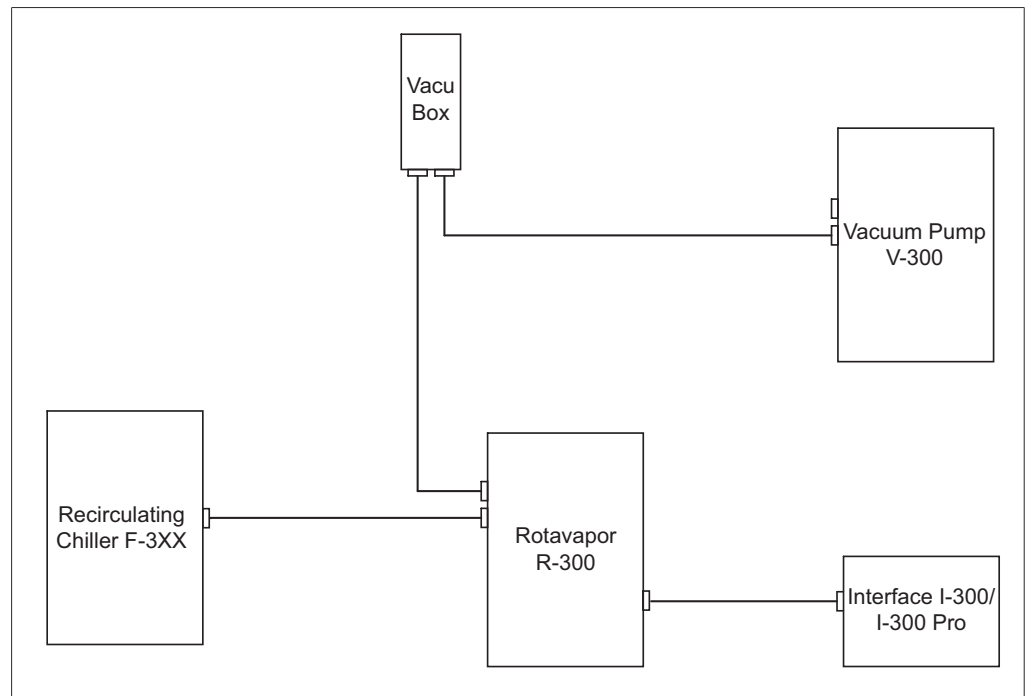 Vacu
Box
Vacuum Pump
V-300
Recirculating
Chiller F-3XX
Rotavapor
R-300
Interface I-300/
I-300 Pro